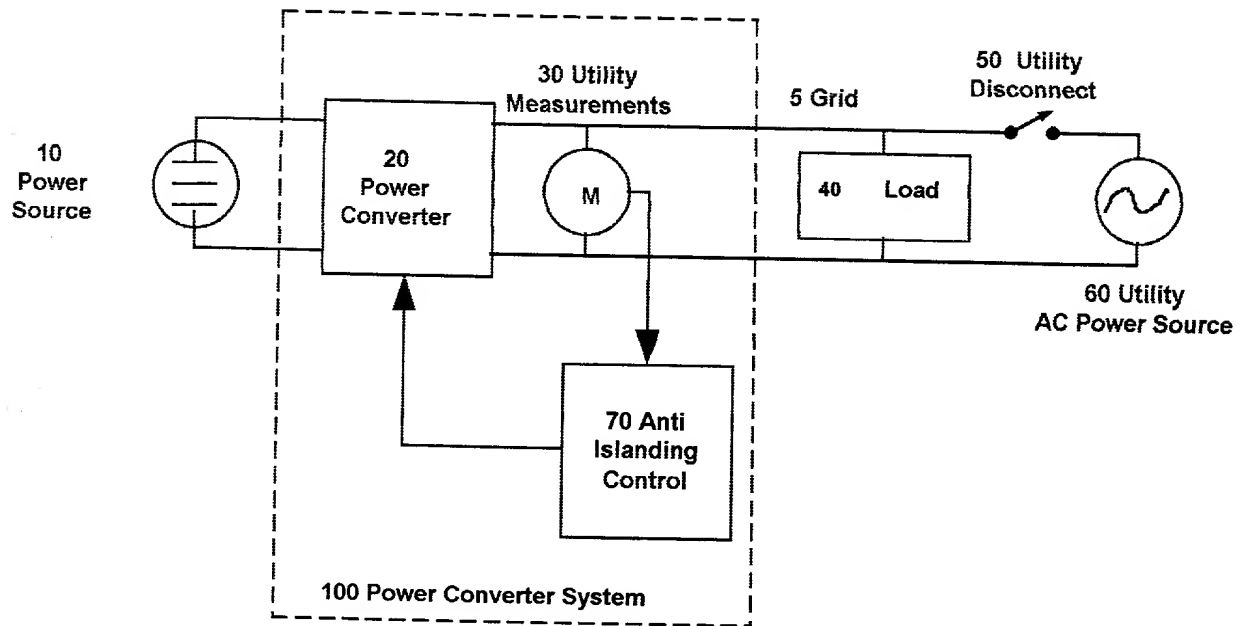 30 Utility
Measurements
50 Utility
Disconnect
5 Grid
10
Power
Source
20
Power
Converter
M
40 Load
60 Utility
AC Power Source
70 Anti
Islanding
Control
100 Power Converter System